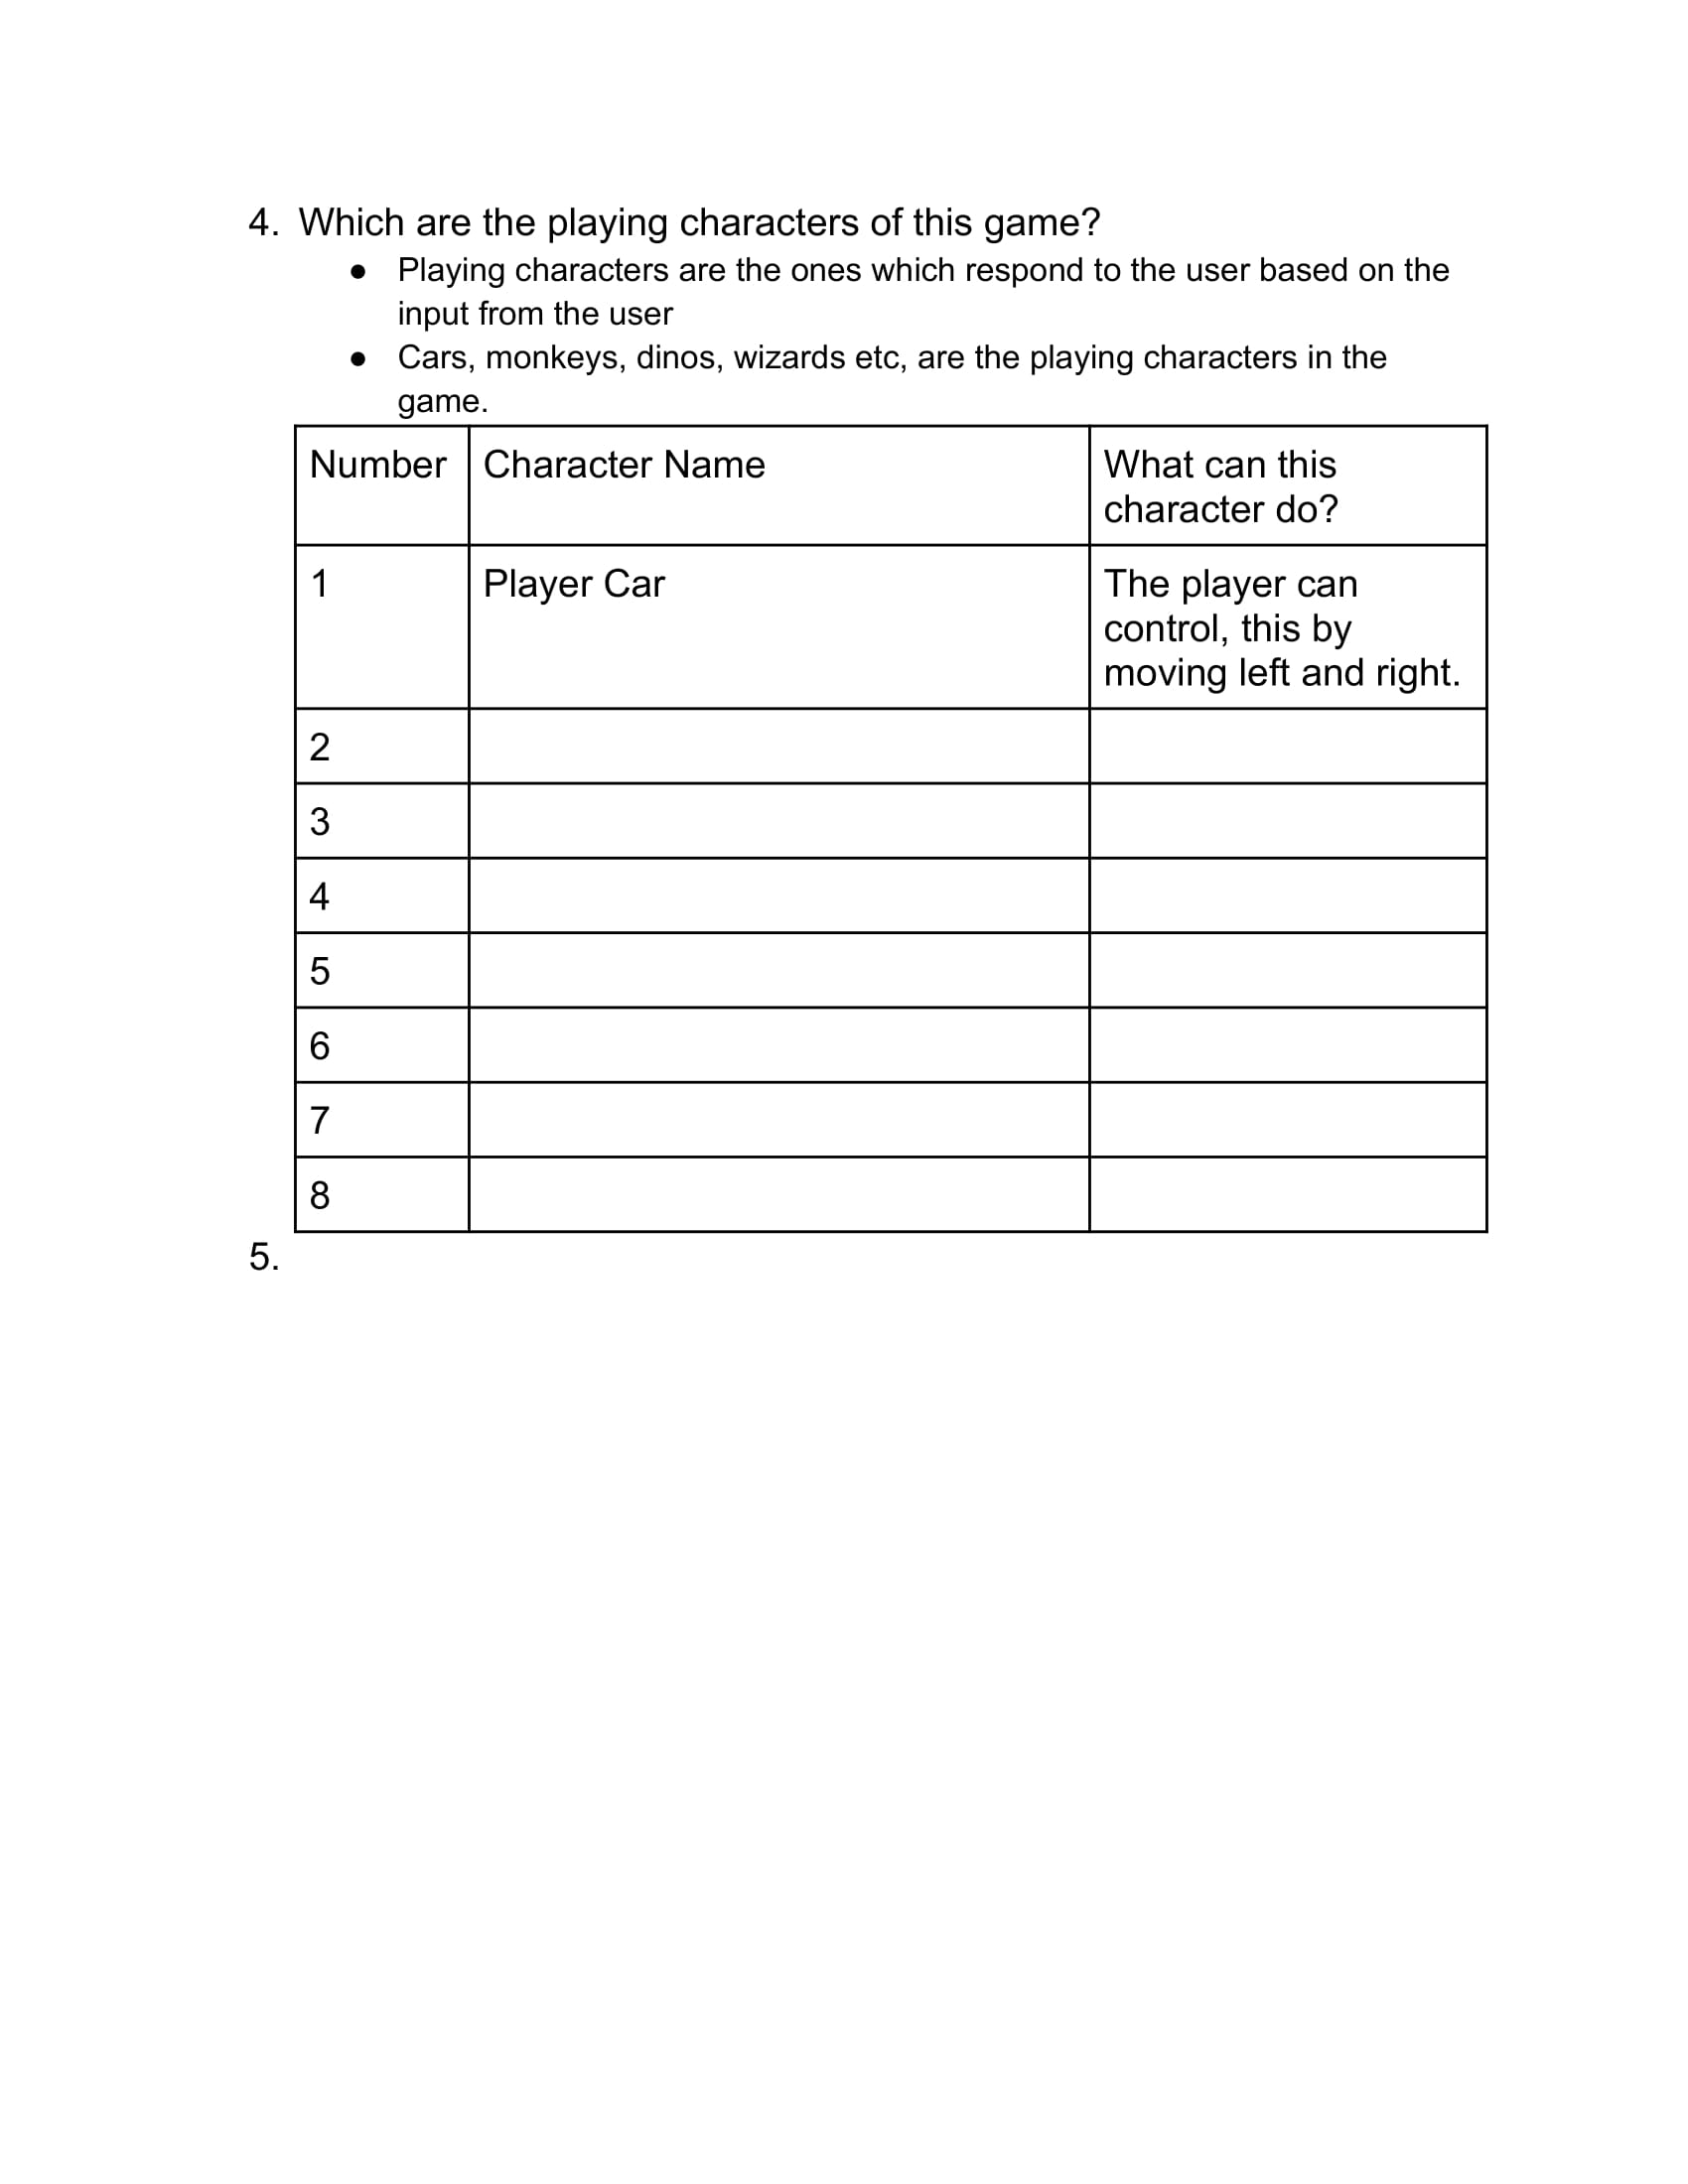 4. Which are the playing characters of this game?
● Playing characters are the ones which respond to the user based on the
input from the user
● Cars, monkeys, dinos, wizards etc, are the playing characters in the
game.
Number Character Name What can this
character do?
1 Player Car The player can
control, this by
moving left and right.
2
3
4
5
6
7
8
5.